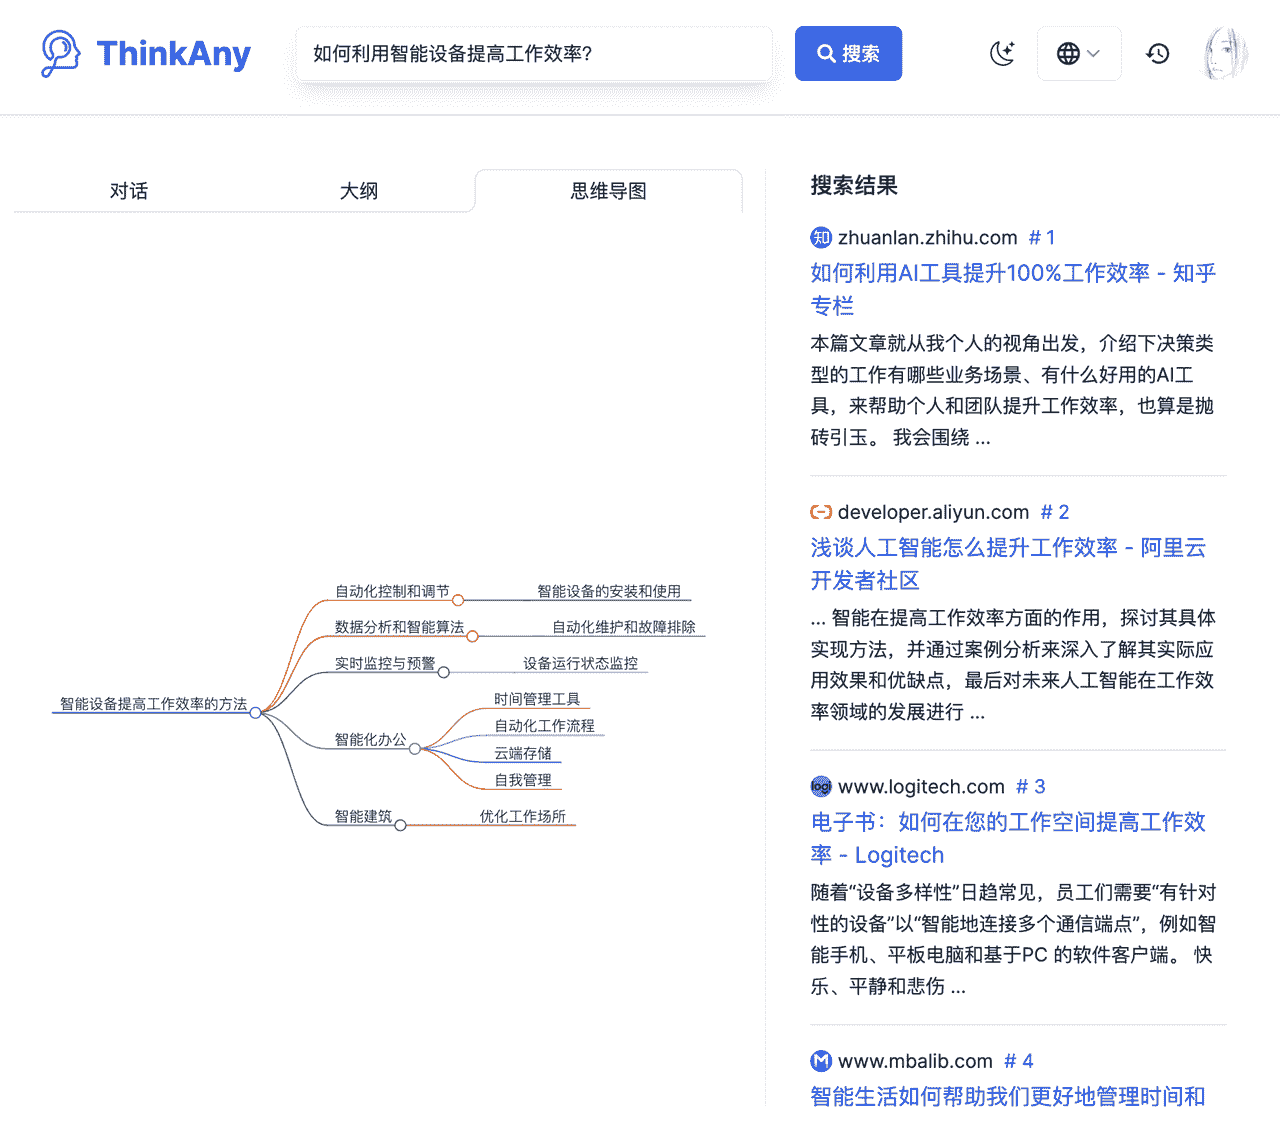 ThinkAny
如何利用智能设备提高工作效率?
搜索
对话
大纲
思维导图
智能设备提高工作效率的方法
自动化控制和调节
智能设备的安装和使用
数据分析和智能算法
自动化维护和故障排除
实时监控与预警
设备运行状态监控
智能化办公
时间管理工具
自动化工作流程
云端存储
自我管理
智能建筑
优化工作场所
搜索结果
知 zhuanlan.zhihu.com # 1
如何利用AI工具提升100%工作效率 - 知乎
专栏
本篇文章就从我个人的视角出发，介绍下决策类
型的工作有哪些业务场景、有什么好用的AI工
具，来帮助个人和团队提升工作效率，也算是抛
砖引玉。 我会围绕 ...
developer.aliyun.com # 2
浅谈人工智能怎么提升工作效率 - 阿里云
开发者社区
... 智能在提高工作效率方面的作用，探讨其具体
实现方法，并通过案例分析来深入了解其实际应
用效果和优缺点，最后对未来人工智能在工作效
率领域的发展进行 ...
logi www.logitech.com # 3
电子书：如何在您的工作空间提高工作效
率 - Logitech
随着“设备多样性”日趋常见，员工们需要“有针对
性的设备”以“智能地连接多个通信端点”，例如智
能手机、平板电脑和基于PC 的软件客户端。 快
乐、平静和悲伤 ...
M www.mbalib.com # 4
智能生活如何帮助我们更好地管理时间和